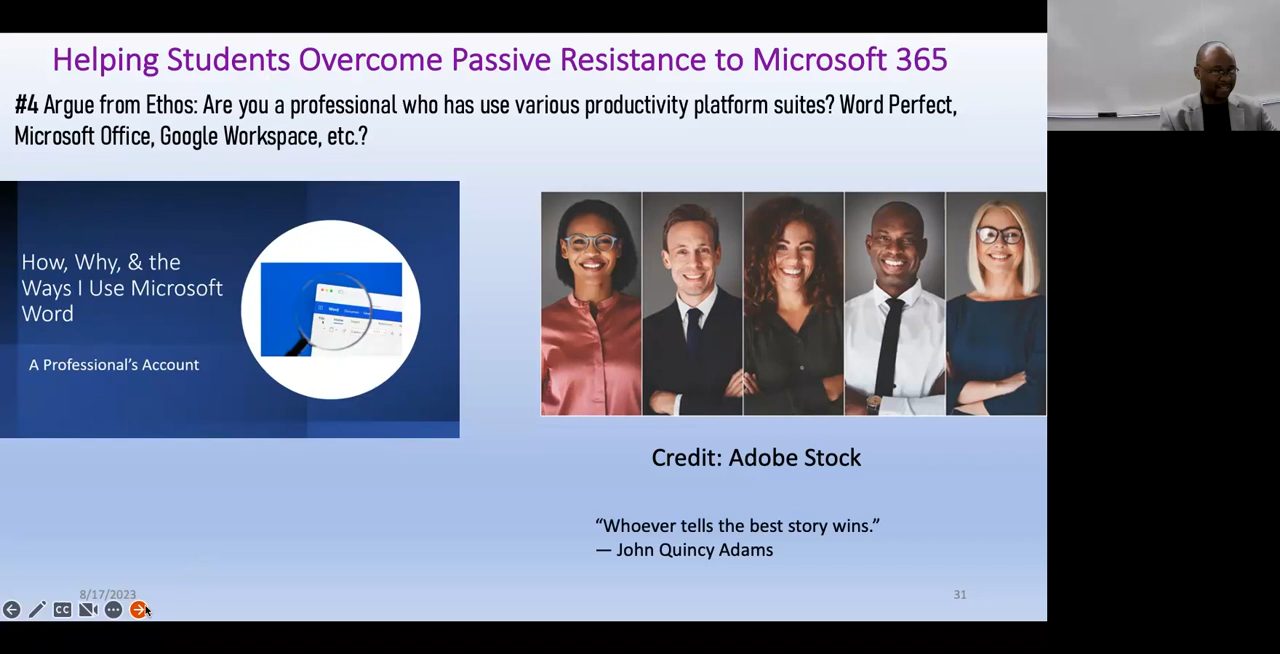 Helping Students Overcome Passive Resistance to Microsoft 365
#4 Argue from Ethos: Are you a professional who has use various productivity platform suites? Word Perfect,
Microsoft Office, Google Workspace, etc.?
How, Why, & the
Ways I Use Microsoft
Word
A Professional's Account
Word
Credit: Adobe Stock
“Whoever tells the best story wins.”
— John Quincy Adams
8/17/2023
31
CC